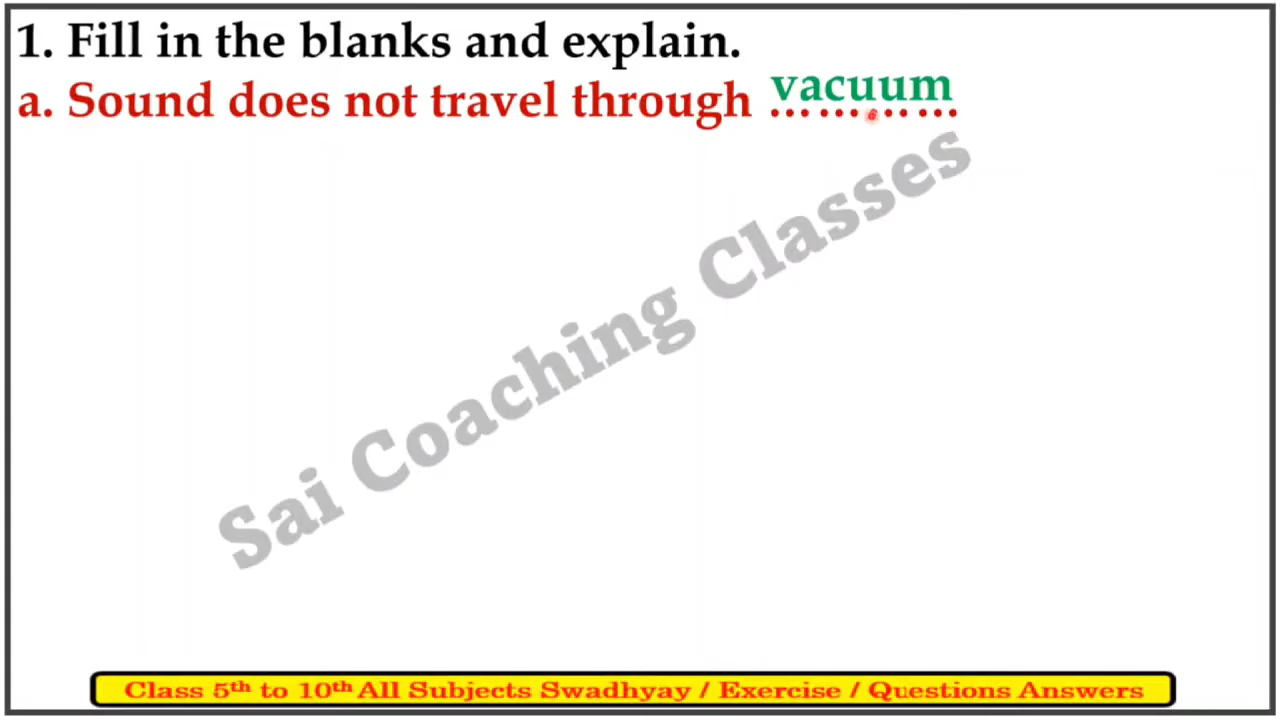 1. Fill in the blanks and explain.
a. Sound does not travel through vacuum
Sai Coaching Classes
Class 5th to 10th All Subjects Swadhyay / Exercise / Questions Answers